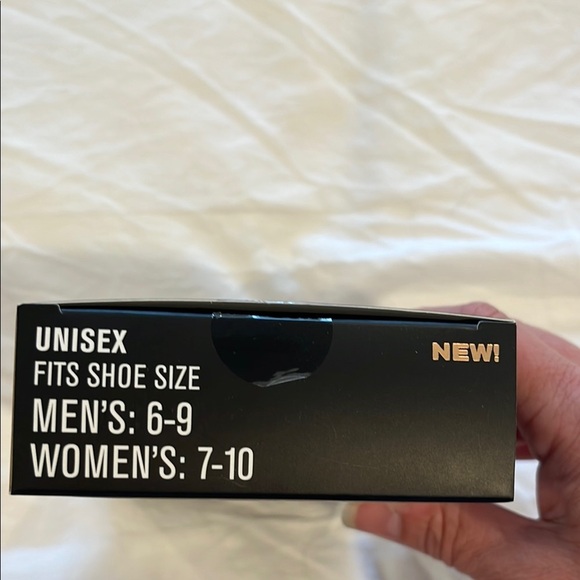 UNISEX
NEW!
FITS SHOE SIZE
MEN'S: 6-9
WOMEN'S: 7-10